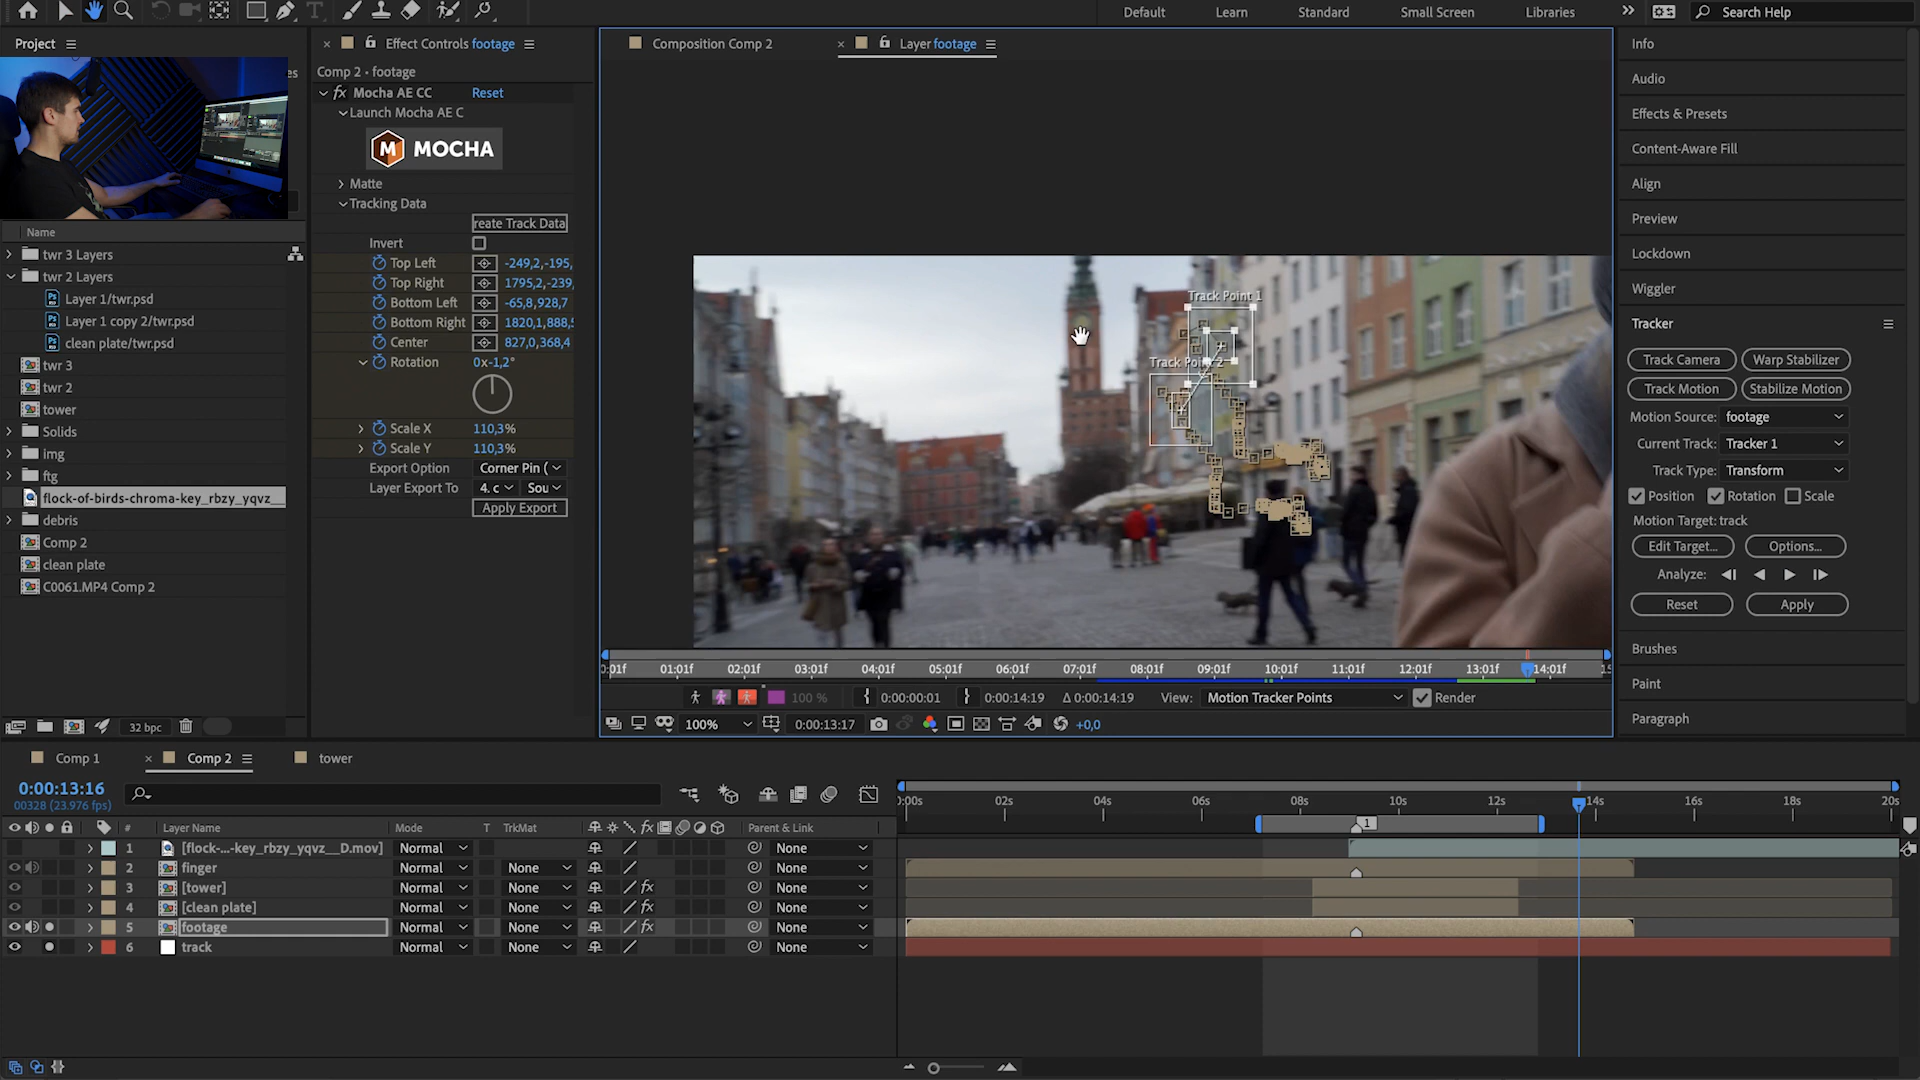 Default
Learn
Standard
Small Screen
Libraries
Search Help
Project
Effect Controls footage
Composition Comp 2
Layer footage
Info
Audio
Effects & Presets
Content-Aware Fill
Align
Preview
Lockdown
Wiggler
Tracker
Track Camera
Warp Stabilizer
Track Motion
Stabilize Motion
Motion Source: footage
Current Track: Tracker 1
Track Type: Transform
Position
Rotation
Scale
Motion Target: track
Edit Target...
Options...
Analyze:
Reset
Apply
Brushes
Paint
Paragraph
Comp 2 • footage
fx Mocha AE CC
Reset
Launch Mocha AE C
M MOCHA
Matte
Tracking Data
reate Track Data
Invert
Top Left -249,2,-195,
Top Right 1795,2,-239,
Bottom Left -65,8,928,7
Bottom Right 1820,1,888,5
Center 827,0,368,4
Rotation 0x-1,2°
Scale X 110,3%
Scale Y 110,3%
Export Option Corner Pin (
Layer Export To 4. c Sou
Apply Export
es
Name
twr 3 Layers
twr 2 Layers
Layer 1/twr.psd
Layer 1 copy 2/twr.psd
clean plate/twr.psd
twr 3
twr 2
tower
Solids
img
ftg
flock-of-birds-chroma-key_rbzy_yqvz__
debris
Comp 2
clean plate
C0061.MP4 Comp 2
32 bpc
Track Point 1
Track Point 2
):01f 01:01f 02:01f 03:01f 04:01f 05:01f 06:01f 07:01f 08:01f 09:01f 10:01f 11:01f 12:01f 13:01f 14:01f 15
100 %
0:00:00:01
0:00:14:19
Δ 0:00:14:19
View: Motion Tracker Points
Render
100%
0:00:13:17
+0,0
Comp 1
Comp 2
tower
0:00:13:16
00328 (23.976 fps)
:00s 02s 04s 06s 08s 10s 12s 14s 16s 18s 20s
1
# Layer Name Mode T TrkMat fx Parent & Link
1 [flock-...-key_rbzy_yqvz__D.mov] Normal None
2 finger Normal None None
3 [tower] Normal None fx None
4 [clean plate] Normal None fx None
5 footage Normal None fx None
6 track Normal None None